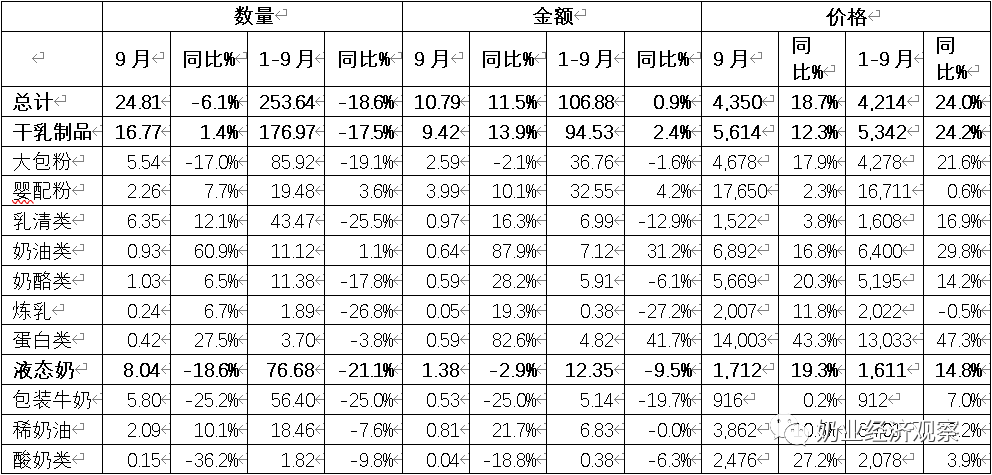 数量 金额 价格
9月 同比% 1-9月 同比% 9月 同比% 1-9月 同比% 9月 同比% 1-9月 同比%
总计 24.81 -6.1% 253.64 -18.6% 10.79 11.5% 106.88 0.9% 4,350 18.7% 4,214 24.0%
干乳制品 16.77 1.4% 176.97 -17.5% 9.42 13.9% 94.53 2.4% 5,614 12.3% 5,342 24.2%
大包粉 5.54 -17.0% 85.92 -19.1% 2.59 -2.1% 36.76 -1.6% 4,678 17.9% 4,278 21.6%
婴配粉 2.26 7.7% 19.48 3.6% 3.99 10.1% 32.55 4.2% 17,650 2.3% 16,711 0.6%
乳清类 6.35 12.1% 43.47 -25.5% 0.97 16.3% 6.99 -12.9% 1,522 3.8% 1,608 16.9%
奶油类 0.93 60.9% 11.12 1.1% 0.64 87.9% 7.12 31.2% 6,892 16.8% 6,400 29.8%
奶酪类 1.03 6.5% 11.38 -17.8% 0.59 28.2% 5.91 -6.1% 5,669 20.3% 5,195 14.2%
炼乳 0.24 6.7% 1.89 -26.8% 0.05 19.3% 0.38 -27.2% 2,007 11.8% 2,022 -0.5%
蛋白类 0.42 27.5% 3.70 -3.8% 0.59 82.6% 4.82 41.7% 14,003 43.3% 13,033 47.3%
液态奶 8.04 -18.6% 76.68 -21.1% 1.38 -2.9% 12.35 -9.5% 1,712 19.3% 1,611 14.8%
包装牛奶 5.80 -25.2% 56.40 -25.0% 0.53 -25.0% 5.14 -19.7% 916 0.2% 912 7.0%
稀奶油 2.09 10.1% 18.46 -7.6% 0.81 21.7% 6.83 -0.0% 3,862
奶业经济观察
酸奶类 0.15 -36.2% 1.82 -9.8% 0.04 -18.8% 0.38 -6.3% 2,476 27.2% 2,078 3.9%